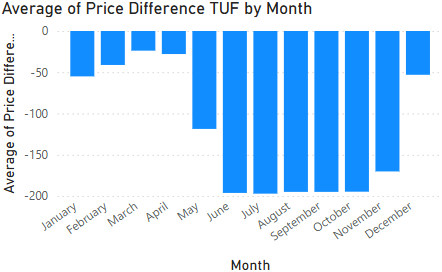 Average of Price Difference TUF by Month
Average of Price Differe...
0
-50
-100
-150
-200
January
February
March
April
May
June
July
August
September
October
November
December
Month